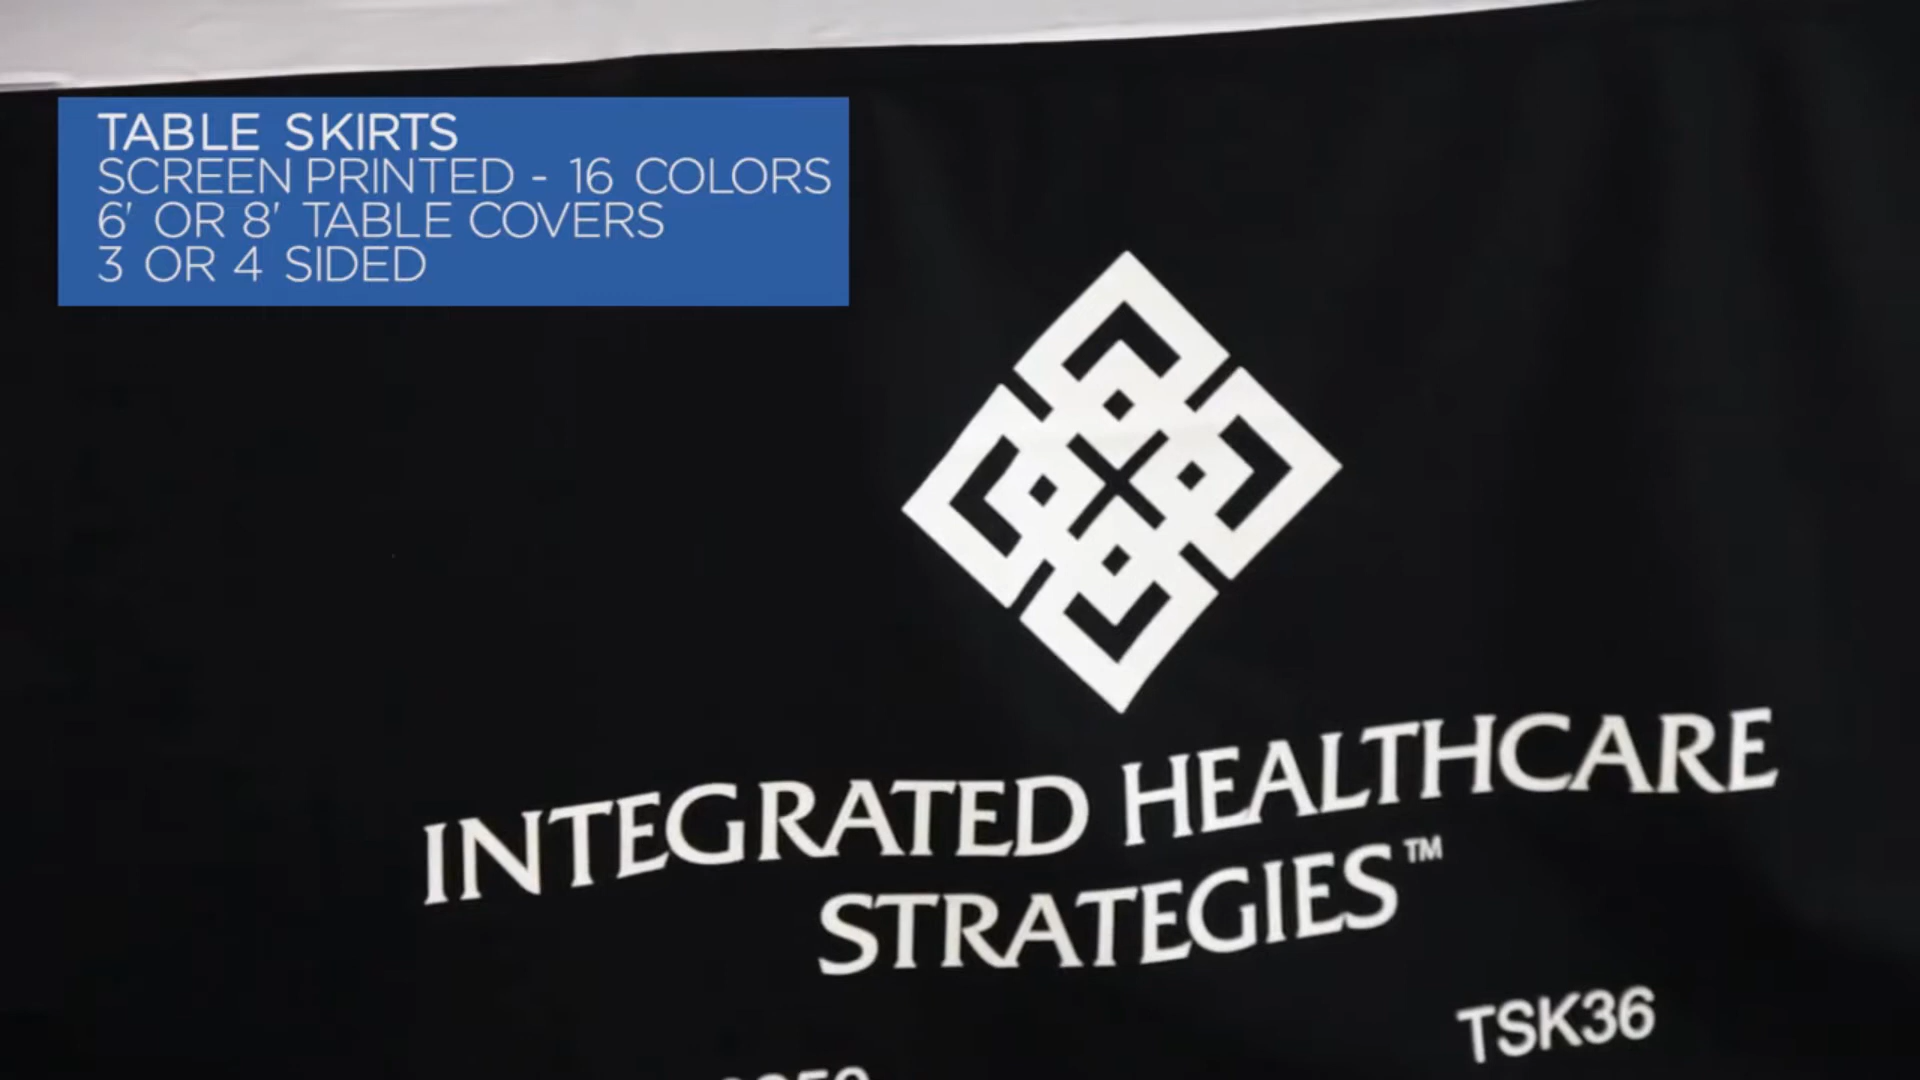 TABLE SKIRTS
SCREEN PRINTED - 16 COLORS
6' OR 8' TABLE COVERS
3 OR 4 SIDED
INTEGRATED HEALTHCARE
STRATEGIES™
TSK36